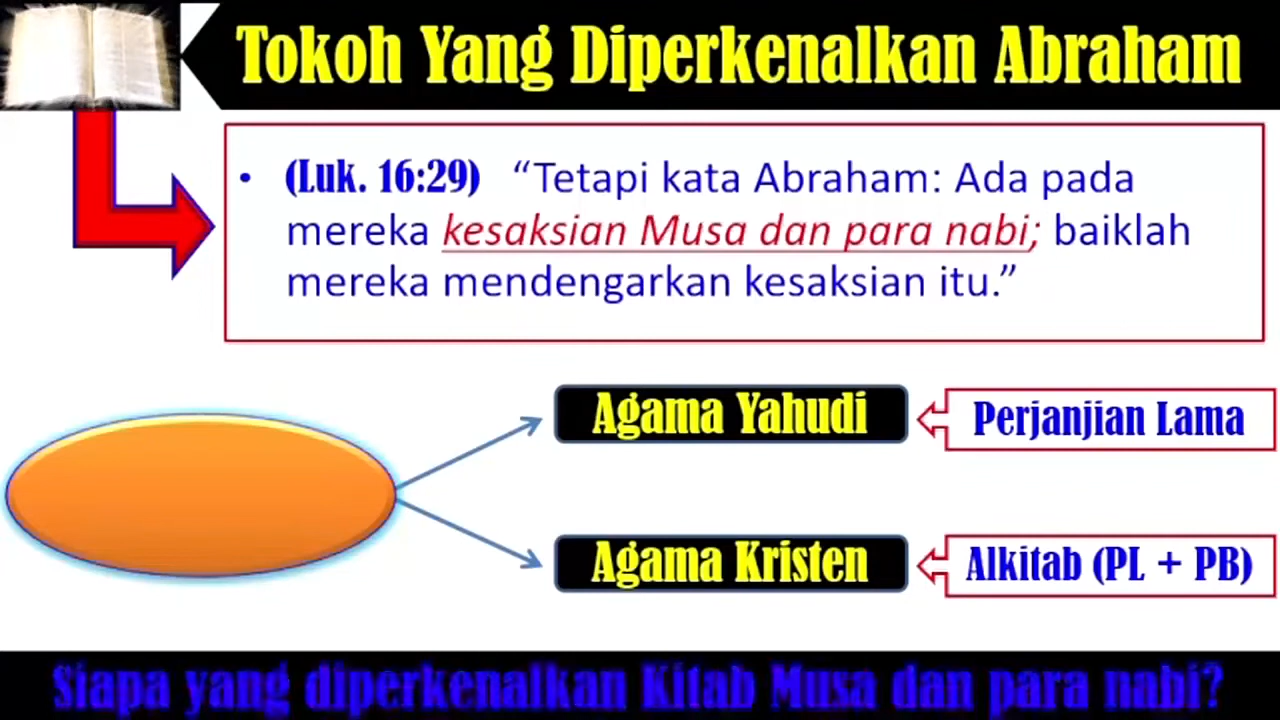 Tokoh Yang Diperkenalkan Abraham
• (Luk. 16:29) “Tetapi kata Abraham: Ada pada
mereka kesaksian Musa dan para nabi; baiklah
mereka mendengarkan kesaksian itu.”
Agama Yahudi
Perjanjian Lama
Agama Kristen
Alkitab (PL + PB)
Siapa yang diperkenalkan Kitab Musa dan para nabi?